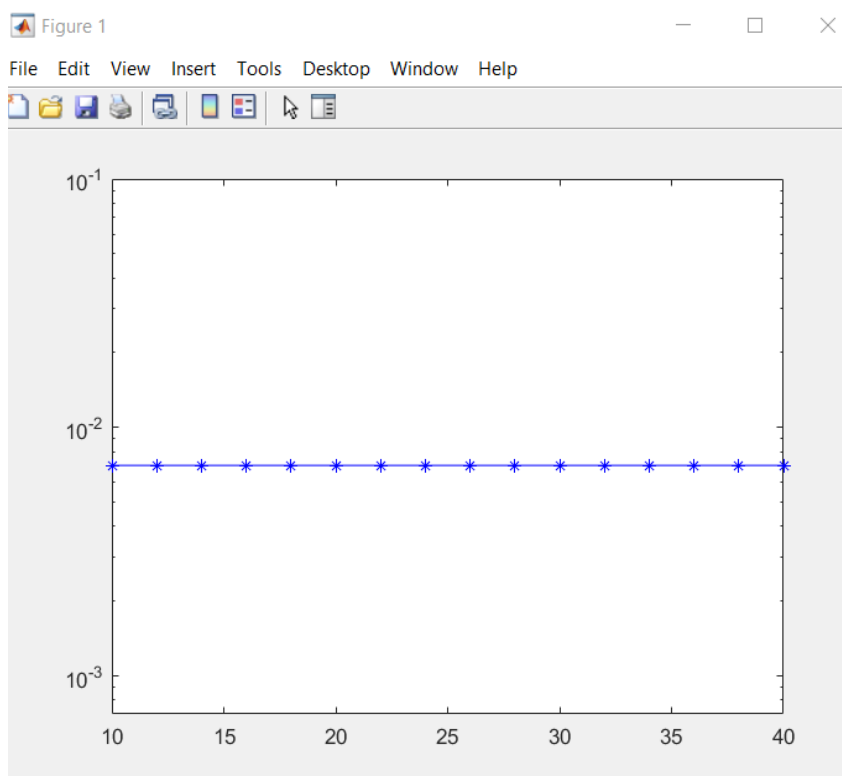 Figure 1
File Edit View Insert Tools Desktop Window Help
10⁻¹
10⁻²
10⁻³
10 15 20 25 30 35 40